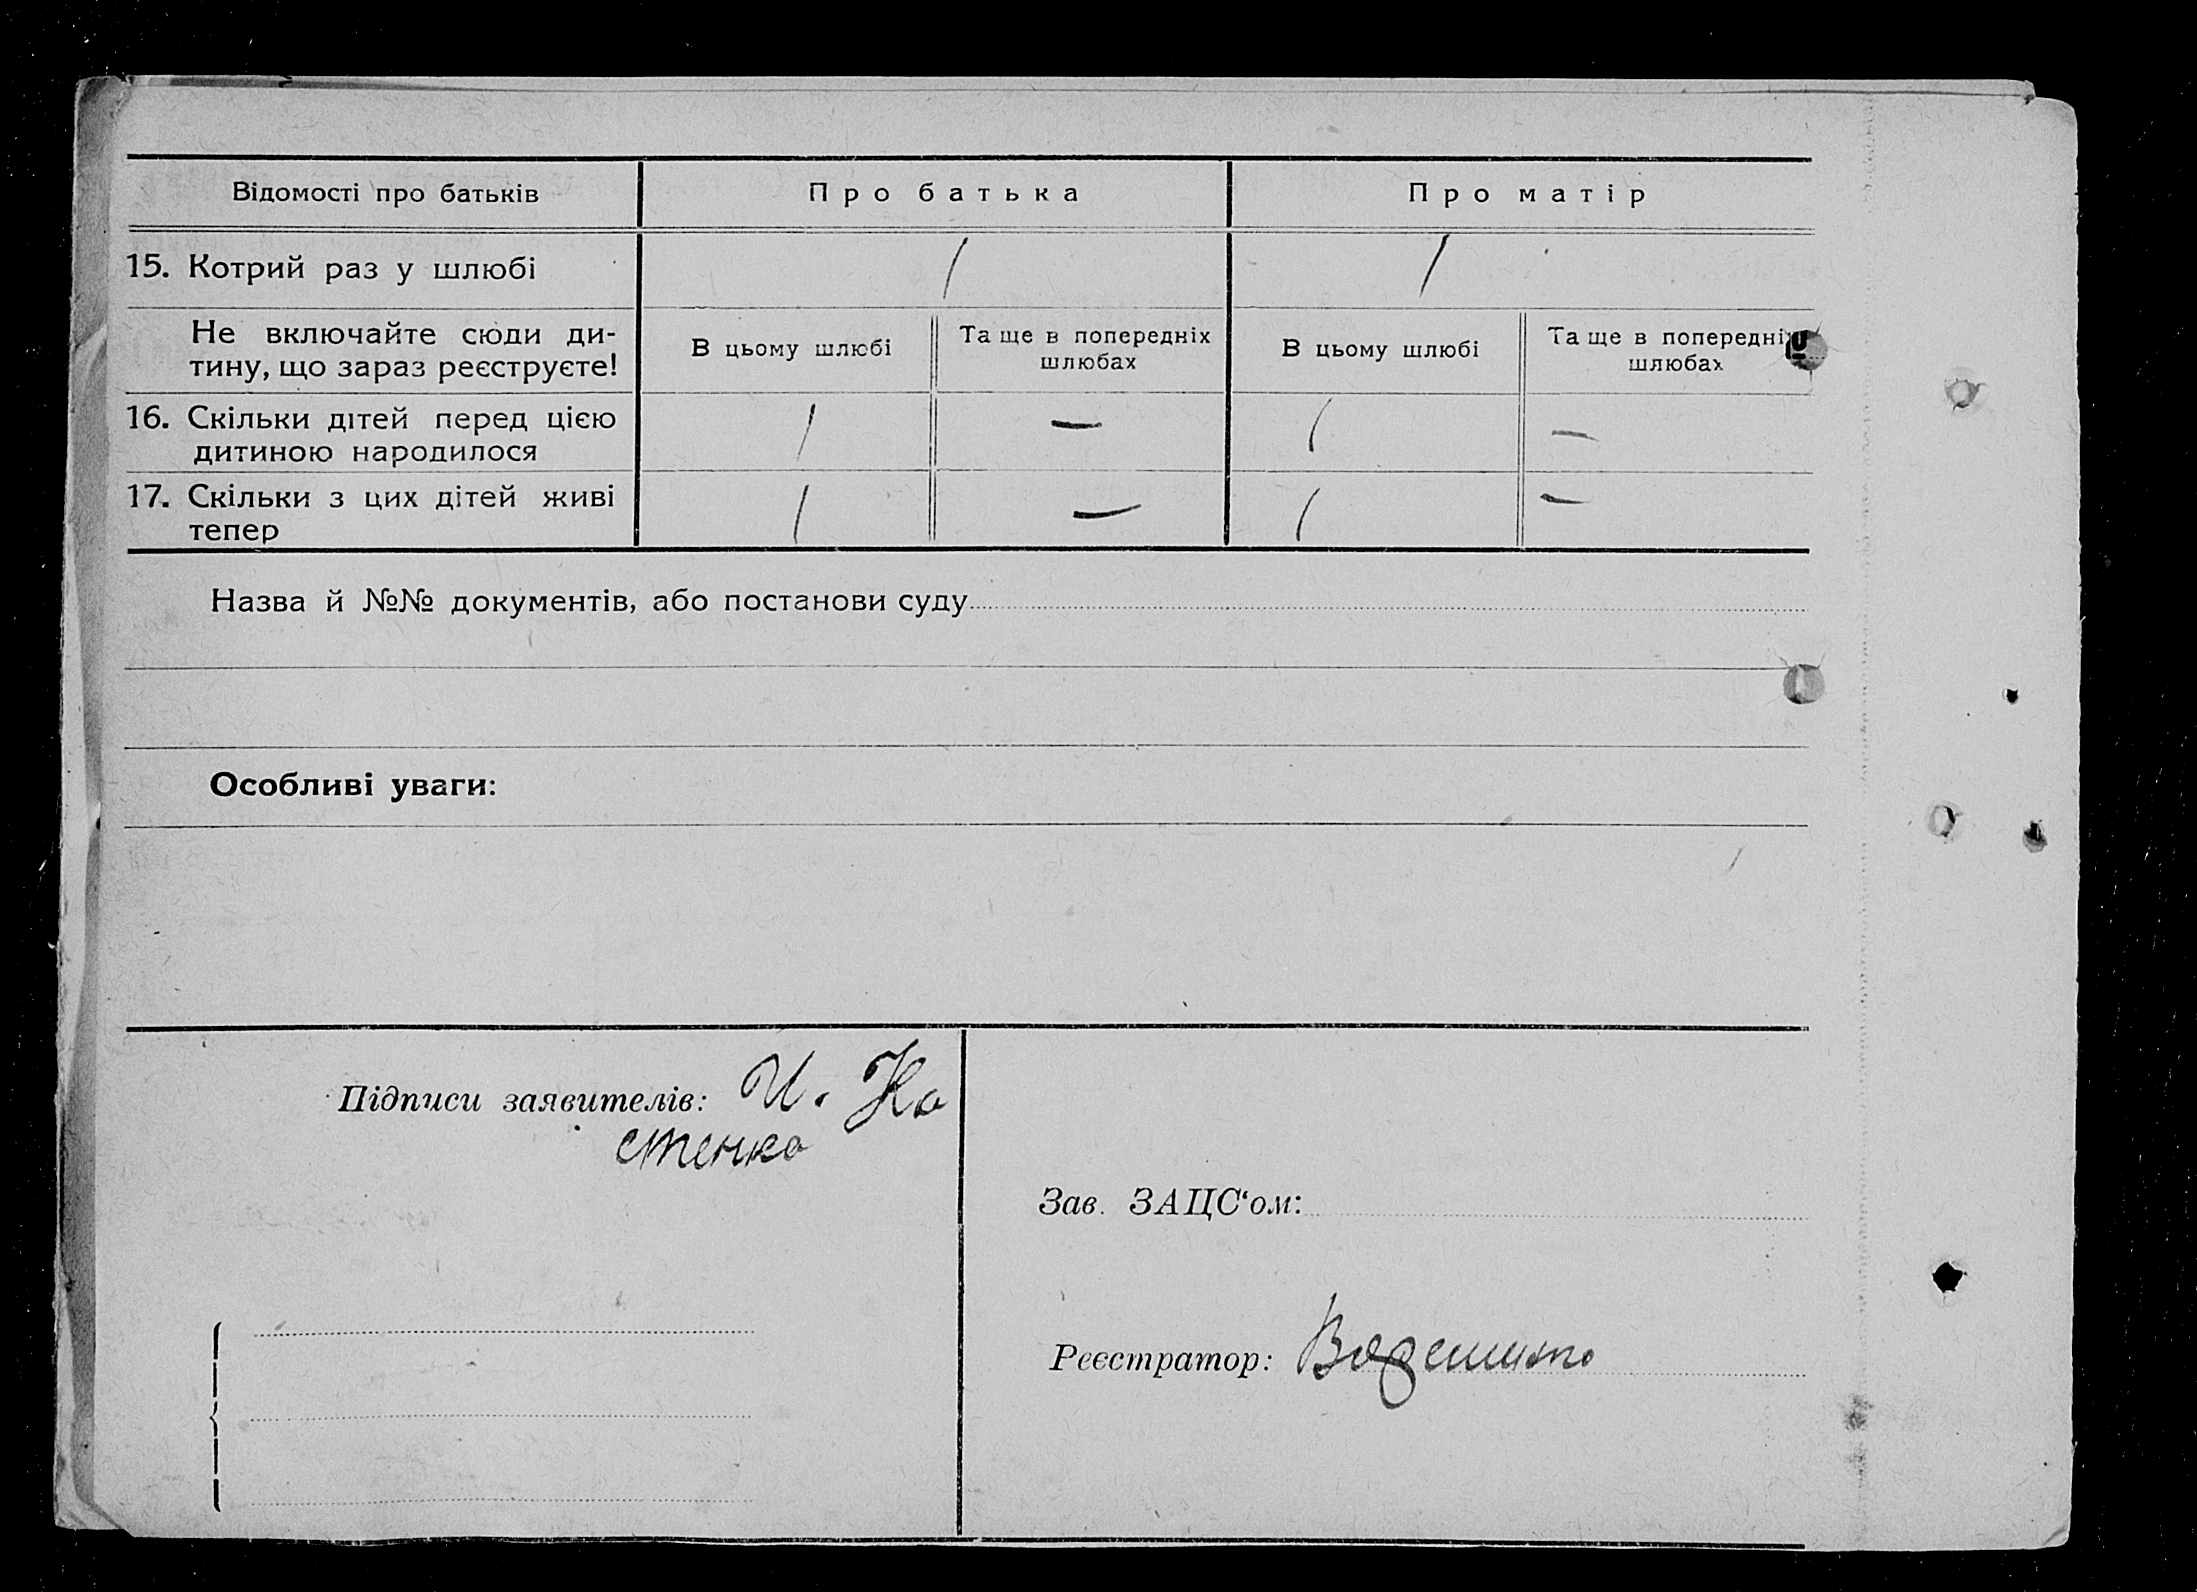 Відомості про батьків Про батька Про матір
15. Котрий раз у шлюбі 1 1
Не включайте сюди ди-
тину, що зараз реєструєте!
В цьому шлюбі
Та ще в попередніх
шлюбах
В цьому шлюбі
Та ще в попередніх
шлюбах
16. Скільки дітей перед цією
дитиною народилося
1 — 1 —
17. Скільки з цих дітей живі
тепер
1 — 1 —
Назва й №№ документів, або постанови суду
Особливі уваги:
Підписи заявителів: И. Ко
стенко
Зав. ЗАЦС‘ом:
Реєстратор: